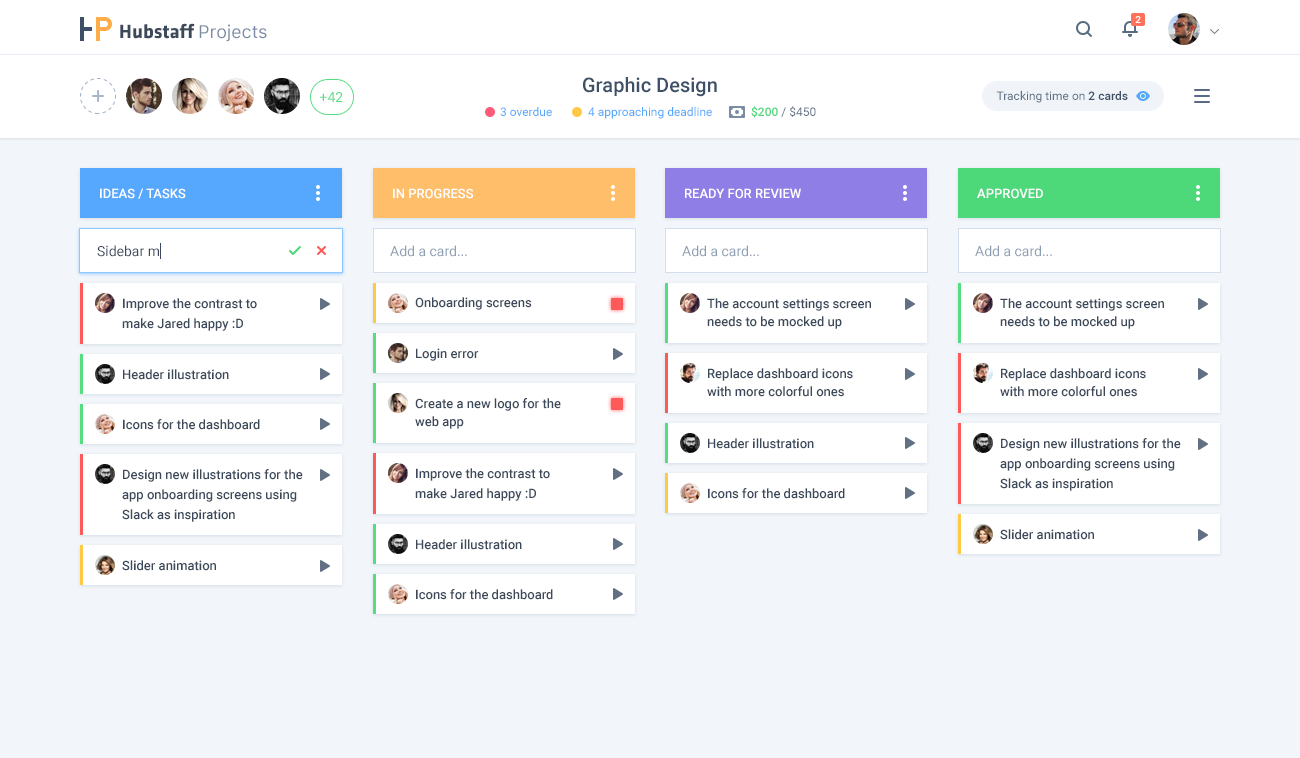 HP Hubstaff Projects
2
+42
Graphic Design
3 overdue 4 approaching deadline $200 / $450
Tracking time on 2 cards
IDEAS / TASKS
Sidebar m
Improve the contrast to
make Jared happy :D
Header illustration
Icons for the dashboard
Design new illustrations for the
app onboarding screens using
Slack as inspiration
Slider animation
IN PROGRESS
Add a card...
Onboarding screens
Login error
Create a new logo for the
web app
Improve the contrast to
make Jared happy :D
Header illustration
Icons for the dashboard
READY FOR REVIEW
Add a card...
The account settings screen
needs to be mocked up
Replace dashboard icons
with more colorful ones
Header illustration
Icons for the dashboard
APPROVED
Add a card...
The account settings screen
needs to be mocked up
Replace dashboard icons
with more colorful ones
Design new illustrations for the
app onboarding screens using
Slack as inspiration
Slider animation